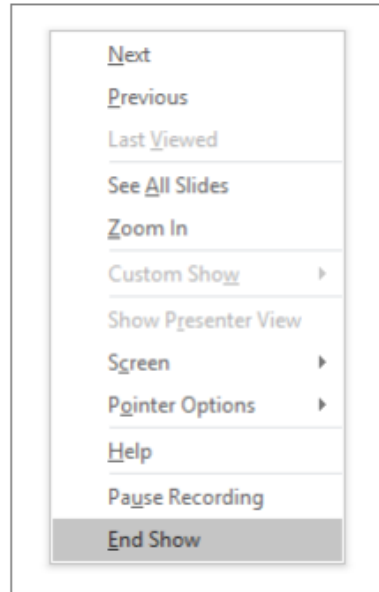 Next
Previous
Last Viewed
See All Slides
Zoom In
Custom Show
Show Presenter View
Screen
Pointer Options
Help
Pause Recording
End Show